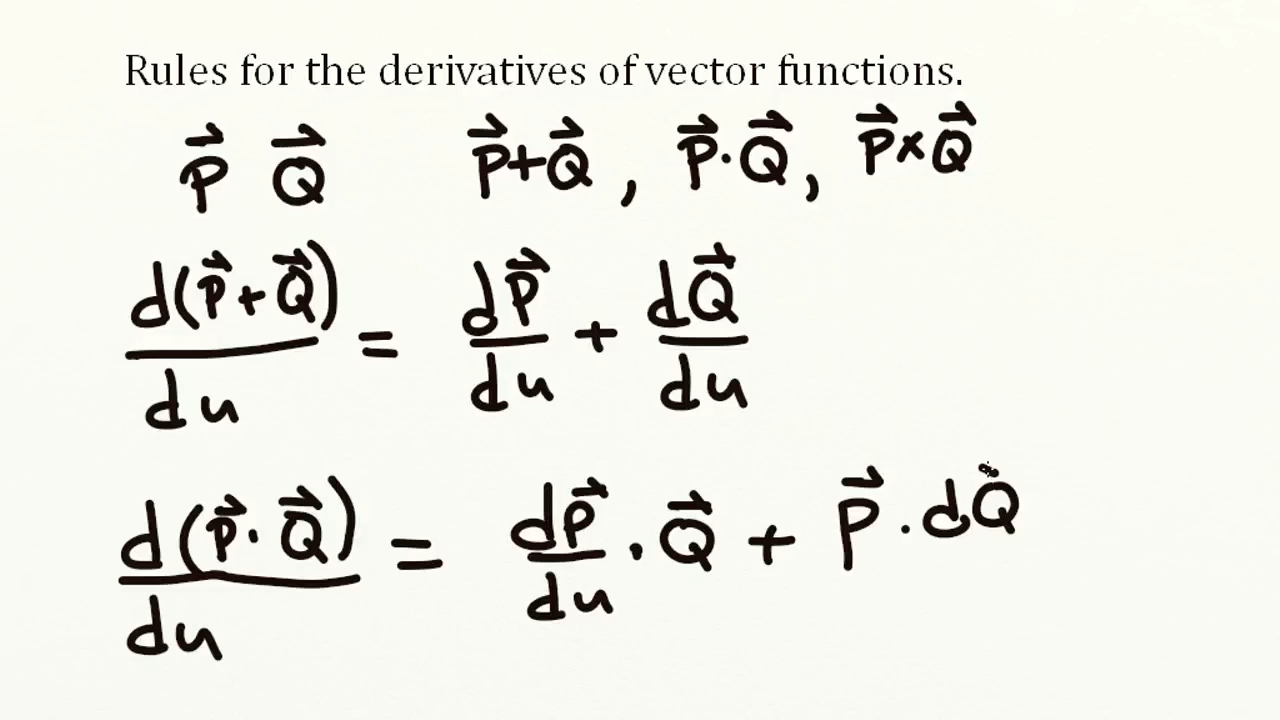 Rules for the derivatives of vector functions.
P⃗ Q⃗ P⃗+Q⃗ , P⃗·Q⃗ , P⃗×Q⃗
d(P⃗+Q⃗)/du = dP⃗/du + dQ⃗/du
d(P⃗·Q⃗)/du = dP⃗/du · Q⃗ + P⃗ · dQ